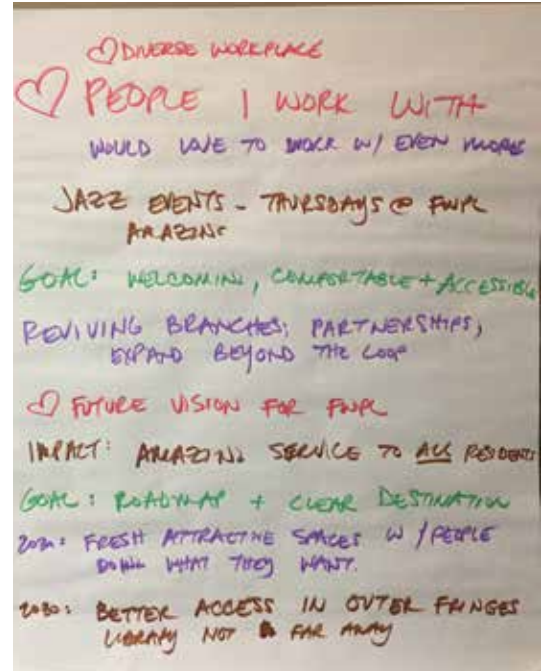 ♡ DIVERSE WORKPLACE
♡ PEOPLE I WORK WITH
WOULD LOVE TO WORK W/ EVEN MORE
JAZZ EVENTS - THURSDAYS @ FWPL
AMAZING
GOAL: WELCOMING, COMFORTABLE + ACCESSIBLE
REVIVING BRANCHES; PARTNERSHIPS,
EXPAND BEYOND THE LOOP
♡ FUTURE VISION FOR FWPL
IMPACT: AMAZING SERVICE TO ALL RESIDENTS
GOAL: ROADMAP + CLEAR DESTINATION
FRESH ATTRACTIVE SPACES W/ PEOPLE
DOING WHAT THEY WANT.
2030: BETTER ACCESS IN OUTER FRINGES
LIBRARY NOT FAR AWAY